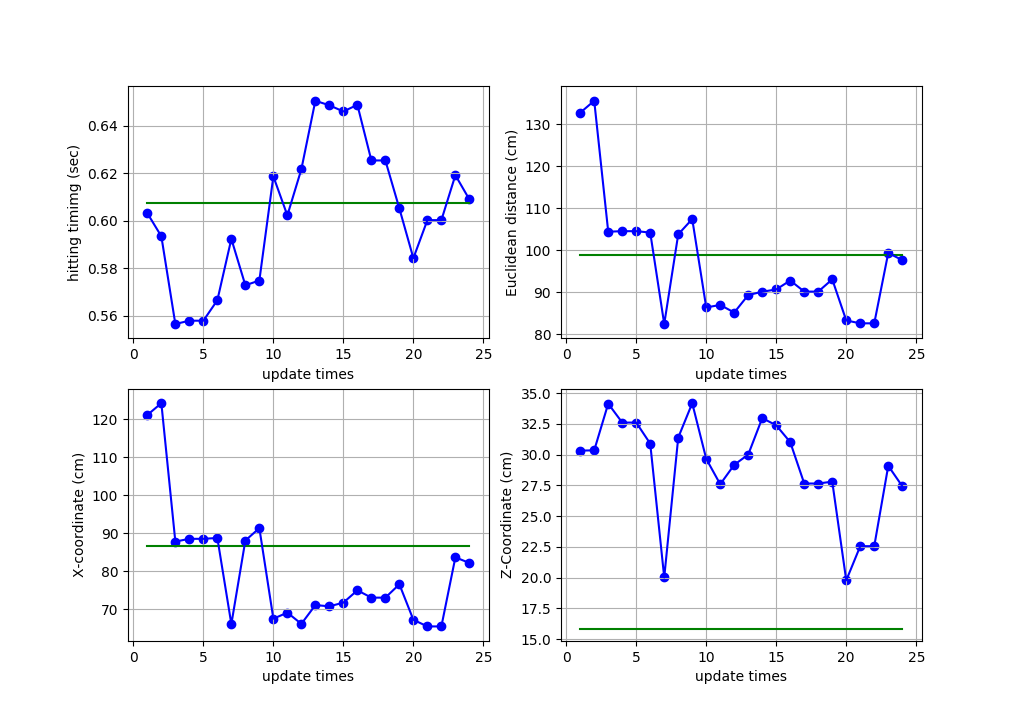 hitting timimg (sec)
0.64
0.62
0.60
0.58
0.56
0 5 10 15 20 25
update times
Euclidean distance (cm)
130
120
110
100
90
80
0 5 10 15 20 25
update times
X-coordinate (cm)
120
110
100
90
80
70
0 5 10 15 20 25
update times
Z-Coordinate (cm)
35.0
32.5
30.0
27.5
25.0
22.5
20.0
17.5
15.0
0 5 10 15 20 25
update times